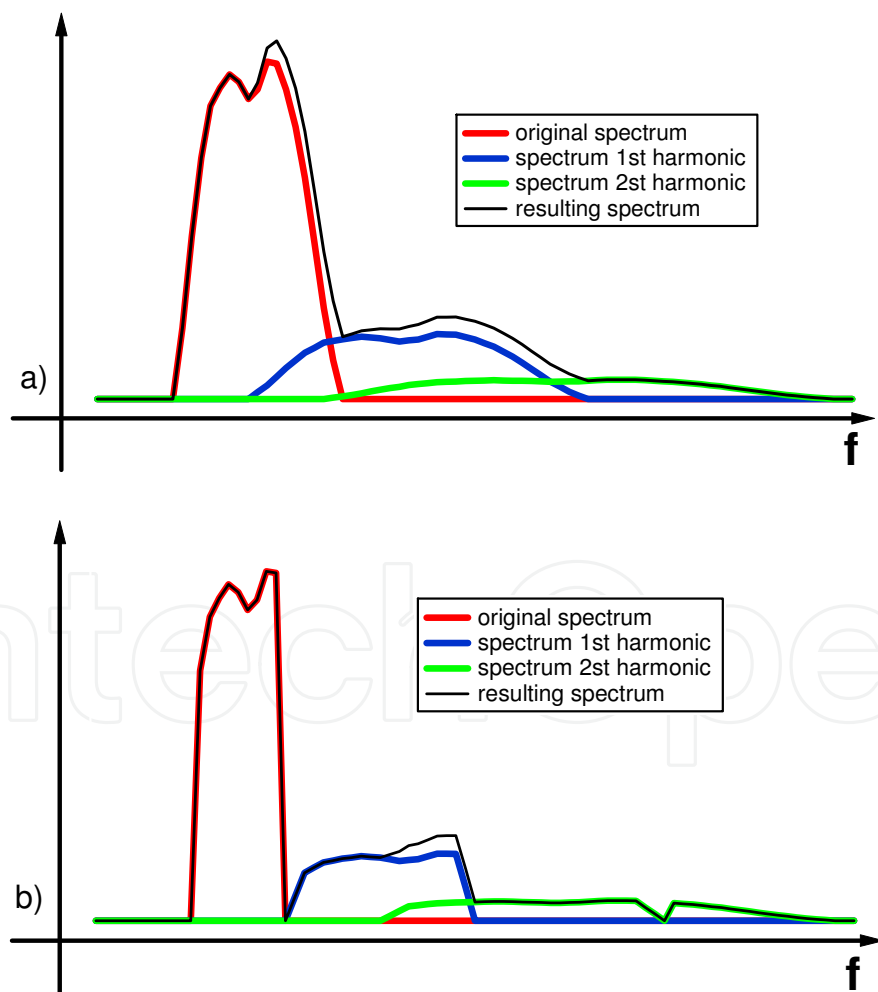 original spectrum
spectrum 1st harmonic
spectrum 2st harmonic
resulting spectrum
a)
f
original spectrum
spectrum 1st harmonic
spectrum 2st harmonic
resulting spectrum
ntechOpe
b)
f